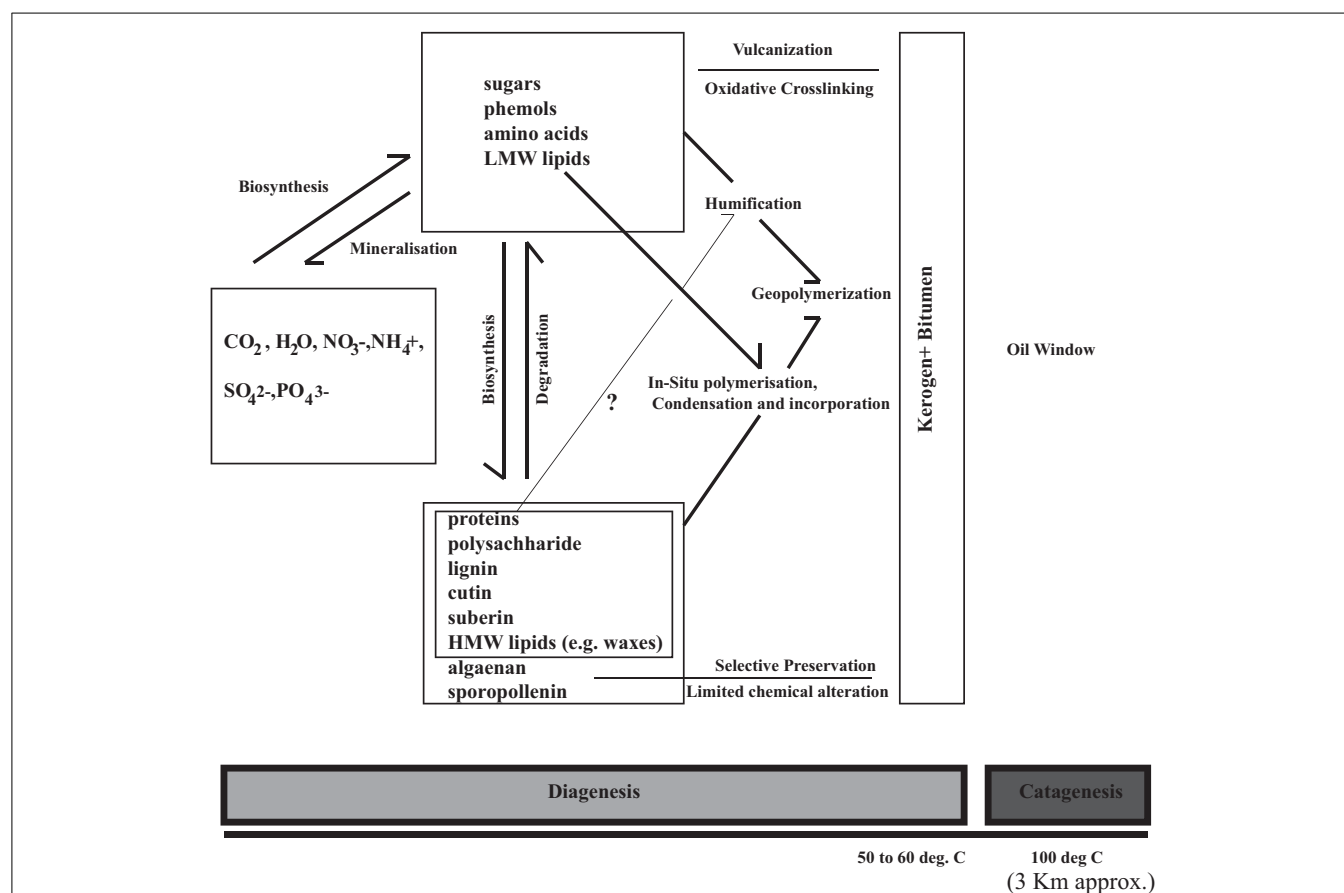 Vulcanization
Oxidative Crosslinking
sugars
phemols
amino acids
LMW lipids
Biosynthesis
Mineralisation
Humification
Geopolymerization
CO2 , H2O, NO3-,NH4+,
SO42-,PO43-
Biosynthesis
Degradation
?
In-Situ polymerisation,
Condensation and incorporation
Kerogen+ Bitumen
Oil Window
proteins
polysachharide
lignin
cutin
suberin
HMW lipids (e.g. waxes)
algaenan
sporopollenin
Selective Preservation
Limited chemical alteration
Diagenesis
Catagenesis
50 to 60 deg. C
100 deg C
(3 Km approx.)